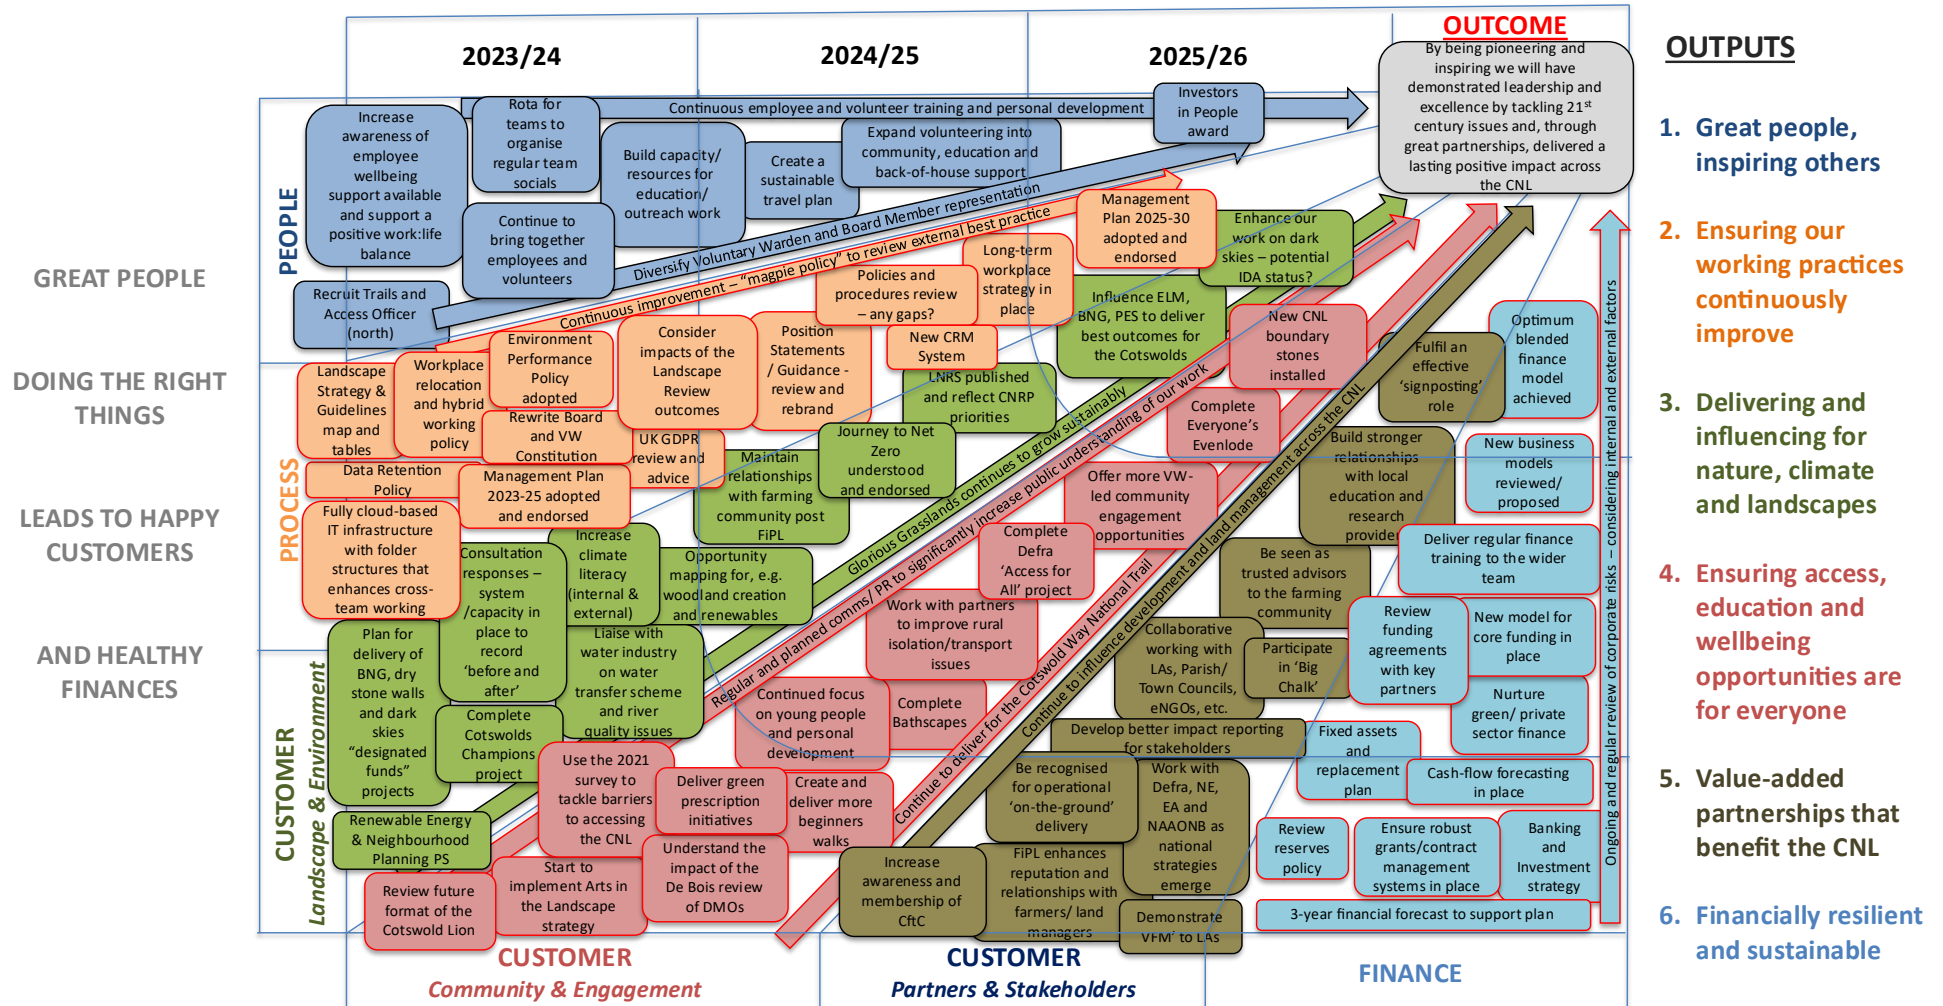 2023/24
2024/25
2025/26
OUTCOME
By being pioneering and
inspiring we will have
demonstrated leadership and
excellence by tackling 21st
century issues and, through
great partnerships, delivered a
lasting positive impact across
the CNL
OUTPUTS
1. Great people,
inspiring others
2. Ensuring our
working practices
continuously
improve
3. Delivering and
influencing for
nature, climate
and landscapes
4. Ensuring access,
education and
wellbeing
opportunities are
for everyone
5. Value-added
partnerships that
benefit the CNL
6. Financially resilient
and sustainable
GREAT PEOPLE
DOING THE RIGHT
THINGS
LEADS TO HAPPY
CUSTOMERS
AND HEALTHY
FINANCES
PEOPLE
Increase
awareness of
employee
wellbeing
support available
and support a
positive work:life
balance
Rota for
teams to
organise
regular team
socials
Continuous employee and volunteer training and personal development
Investors
in People
award
Build capacity/
resources for
education/
outreach work
Create a
sustainable
travel plan
Expand volunteering into
community, education and
back-of-house support
Continue to
bring together
employees and
volunteers
Recruit Trails and
Access Officer
(north)
Diversify Voluntary Warden and Board Member representation
Continuous improvement – “magpie policy” to review external best practice
PROCESS
Landscape
Strategy &
Guidelines
map and
tables
Workplace
relocation
and hybrid
working
policy
Environment
Performance
Policy
adopted
Rewrite Board
and VW
Constitution
Consider
impacts of the
Landscape
Review
outcomes
Position
Statements
/ Guidance -
review and
rebrand
Policies and
procedures review
– any gaps?
Long-term
workplace
strategy in
place
Management
Plan 2025-30
adopted and
endorsed
New CRM
System
UK GDPR
review and
advice
Data Retention
Policy
Management Plan
2023-25 adopted
and endorsed
Fully cloud-based
IT infrastructure
with folder
structures that
enhances cross-
team working
CUSTOMER
Landscape & Environment
Enhance our
work on dark
skies – potential
IDA status?
Influence ELM,
BNG, PES to deliver
best outcomes for
the Cotswolds
LNRS published
and reflect CNRP
priorities
Journey to Net
Zero
understood
and endorsed
Maintain
relationships
with farming
community post
FiPL
Increase
climate
literacy
(internal &
external)
Opportunity
mapping for, e.g.
woodland creation
and renewables
Consultation
responses –
system
/capacity in
place to
record
‘before and
after’
Liaise with
water industry
on water
transfer scheme
and river
quality issues
Plan for
delivery of
BNG, dry
stone walls
and dark
skies
“designated
funds”
projects
Complete
Cotswolds
Champions
project
Renewable Energy
& Neighbourhood
Planning PS
Glorious Grasslands continues to grow sustainably
Regular and planned comms/ PR to significantly increase public understanding of our work
Continue to deliver for the Cotswold Way National Trail
Continue to influence development and land management across the CNL
New CNL
boundary
stones
installed
Complete
Everyone’s
Evenlode
Offer more VW-
led community
engagement
opportunities
Complete
Defra
‘Access for
All’ project
Work with partners
to improve rural
isolation/transport
issues
Continued focus
on young people
and personal
development
Complete
Bathscapes
Use the 2021
survey to
tackle barriers
to accessing
the CNL
Deliver green
prescription
initiatives
Create and
deliver more
beginners
walks
Understand the
impact of the
De Bois review
of DMOs
Start to
implement Arts in
the Landscape
strategy
Review future
format of the
Cotswold Lion
CUSTOMER
Community & Engagement
Fulfil an
effective
‘signposting’
role
Build stronger
relationships
with local
education and
research
providers
Be seen as
trusted advisors
to the farming
community
Collaborative
working with
LAs, Parish/
Town Councils,
eNGOs, etc.
Participate
in ‘Big
Chalk’
Develop better impact reporting
for stakeholders
Be recognised
for operational
‘on-the-ground’
delivery
Work with
Defra, NE,
EA and
NAAONB as
national
strategies
emerge
Increase
awareness and
membership of
CftC
FiPL enhances
reputation and
relationships with
farmers/ land
managers
Demonstrate
VFM’ to LAs
CUSTOMER
Partners & Stakeholders
Optimum
blended
finance
model
achieved
New business
models
reviewed/
proposed
Deliver regular finance
training to the wider
team
Review
funding
agreements
with key
partners
New model for
core funding in
place
Nurture
green/ private
sector finance
Fixed assets
and
replacement
plan
Cash-flow forecasting
in place
Review
reserves
policy
Ensure robust
grants/contract
management
systems in place
Banking
and
Investment
strategy
3-year financial forecast to support plan
Ongoing and regular review of corporate risks – considering internal and external factors
FINANCE